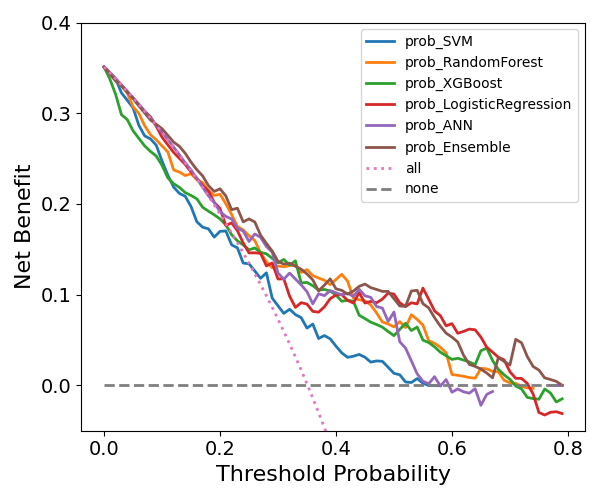 0.4
0.3
0.2
0.1
0.0
Net Benefit
prob_SVM
prob_RandomForest
prob_XGBoost
prob_LogisticRegression
prob_ANN
prob_Ensemble
all
none
0.0 0.2 0.4 0.6 0.8
Threshold Probability